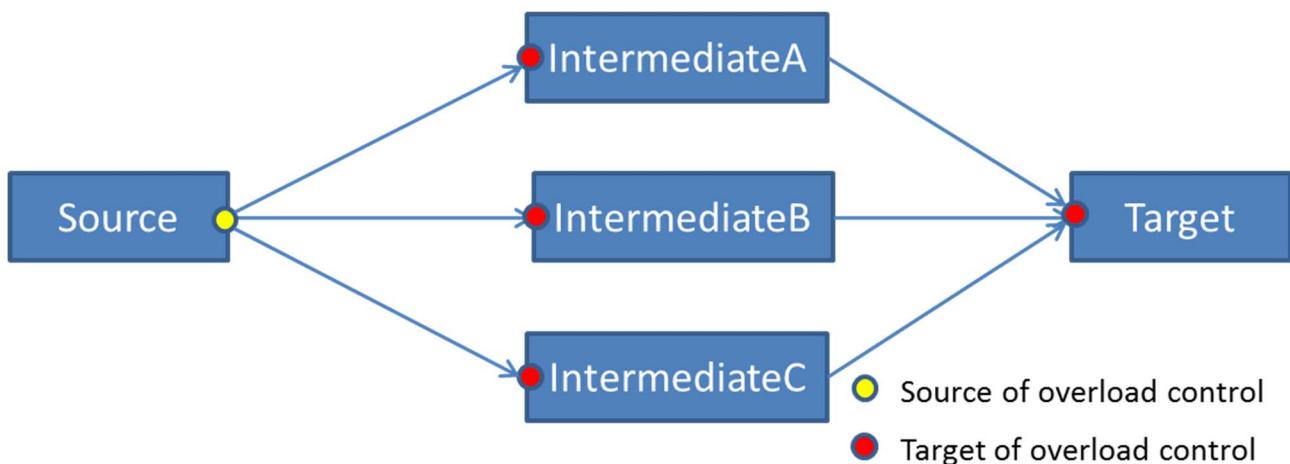 IntermediateA
Source
IntermediateB
Target
IntermediateC
Source of overload control
Target of overload control